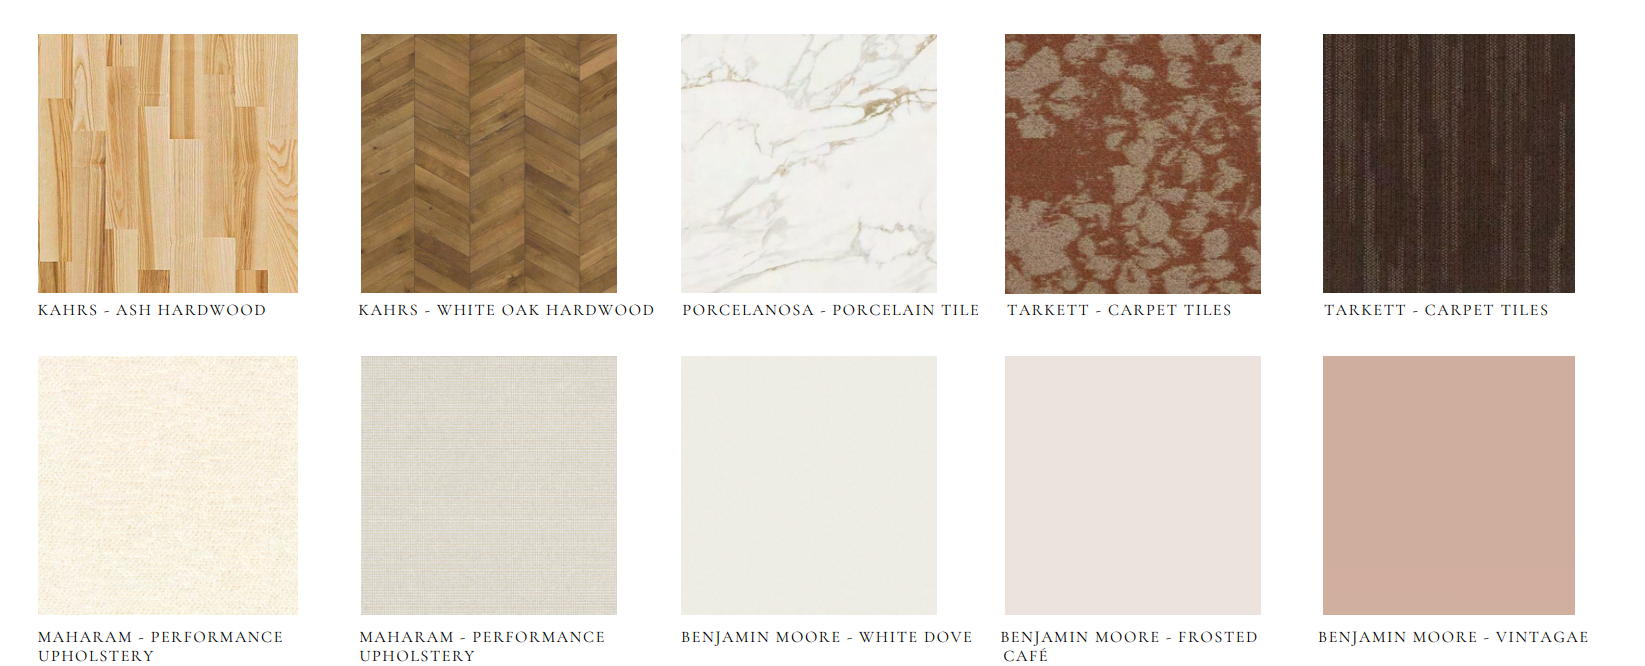 KAHRS - ASH HARDWOOD
KAHRS - WHITE OAK HARDWOOD
PORCELANOSA - PORCELAIN TILE
TARKETT - CARPET TILES
TARKETT - CARPET TILES
MAHARAM - PERFORMANCE
UPHOLSTERY
MAHARAM - PERFORMANCE
UPHOLSTERY
BENJAMIN MOORE - WHITE DOVE
BENJAMIN MOORE - FROSTED
CAFÉ
BENJAMIN MOORE - VINTAGAE